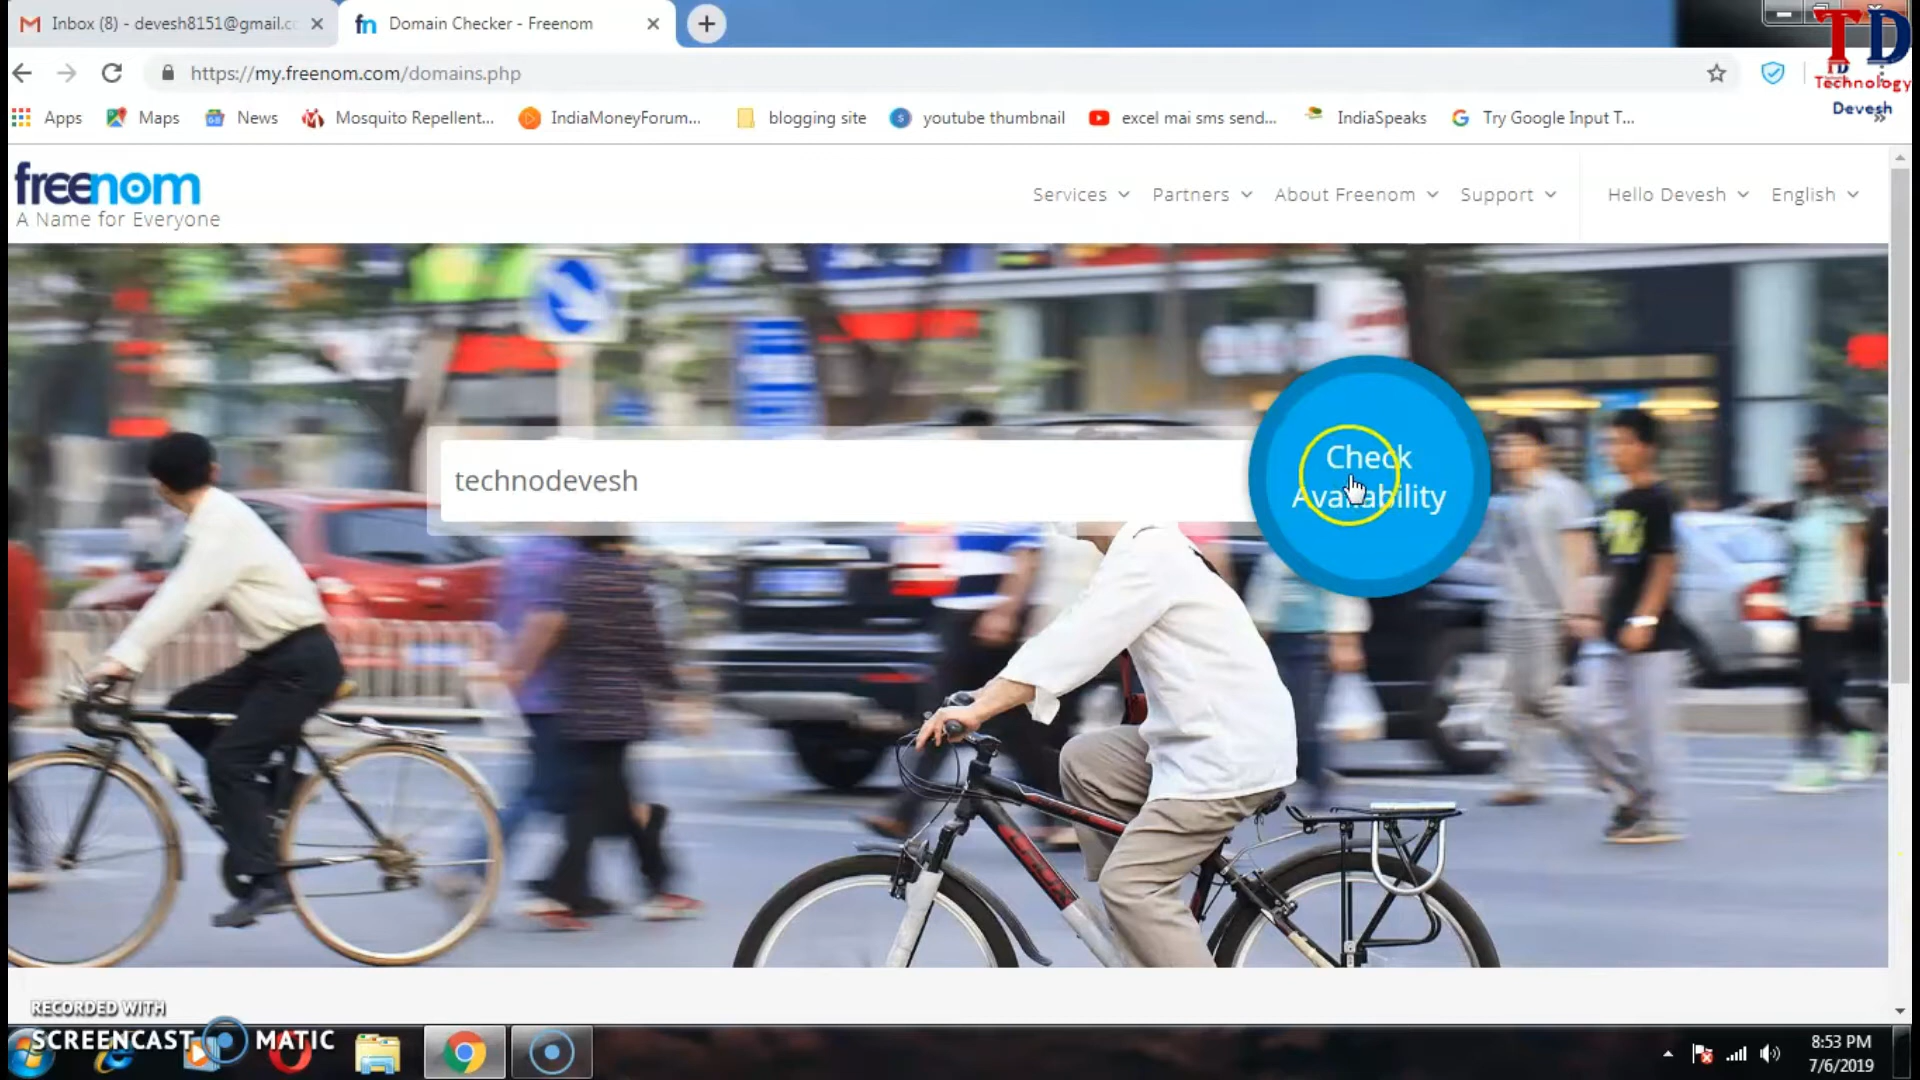 Inbox (8) - devesh8151@gmail.c
Domain Checker - Freenom
TD
https://my.freenom.com/domains.php
TD
Technology
Devesh
Apps
Maps
News
Mosquito Repellent...
IndiaMoneyForum...
blogging site
youtube thumbnail
excel mai sms send...
IndiaSpeaks
Try Google Input T...
freenom
A Name for Everyone
Services
Partners
About Freenom
Support
Hello Devesh
English
technodevesh
Check
Availability
RECORDED WITH
SCREENCAST MATIC
8:53 PM
7/6/2019